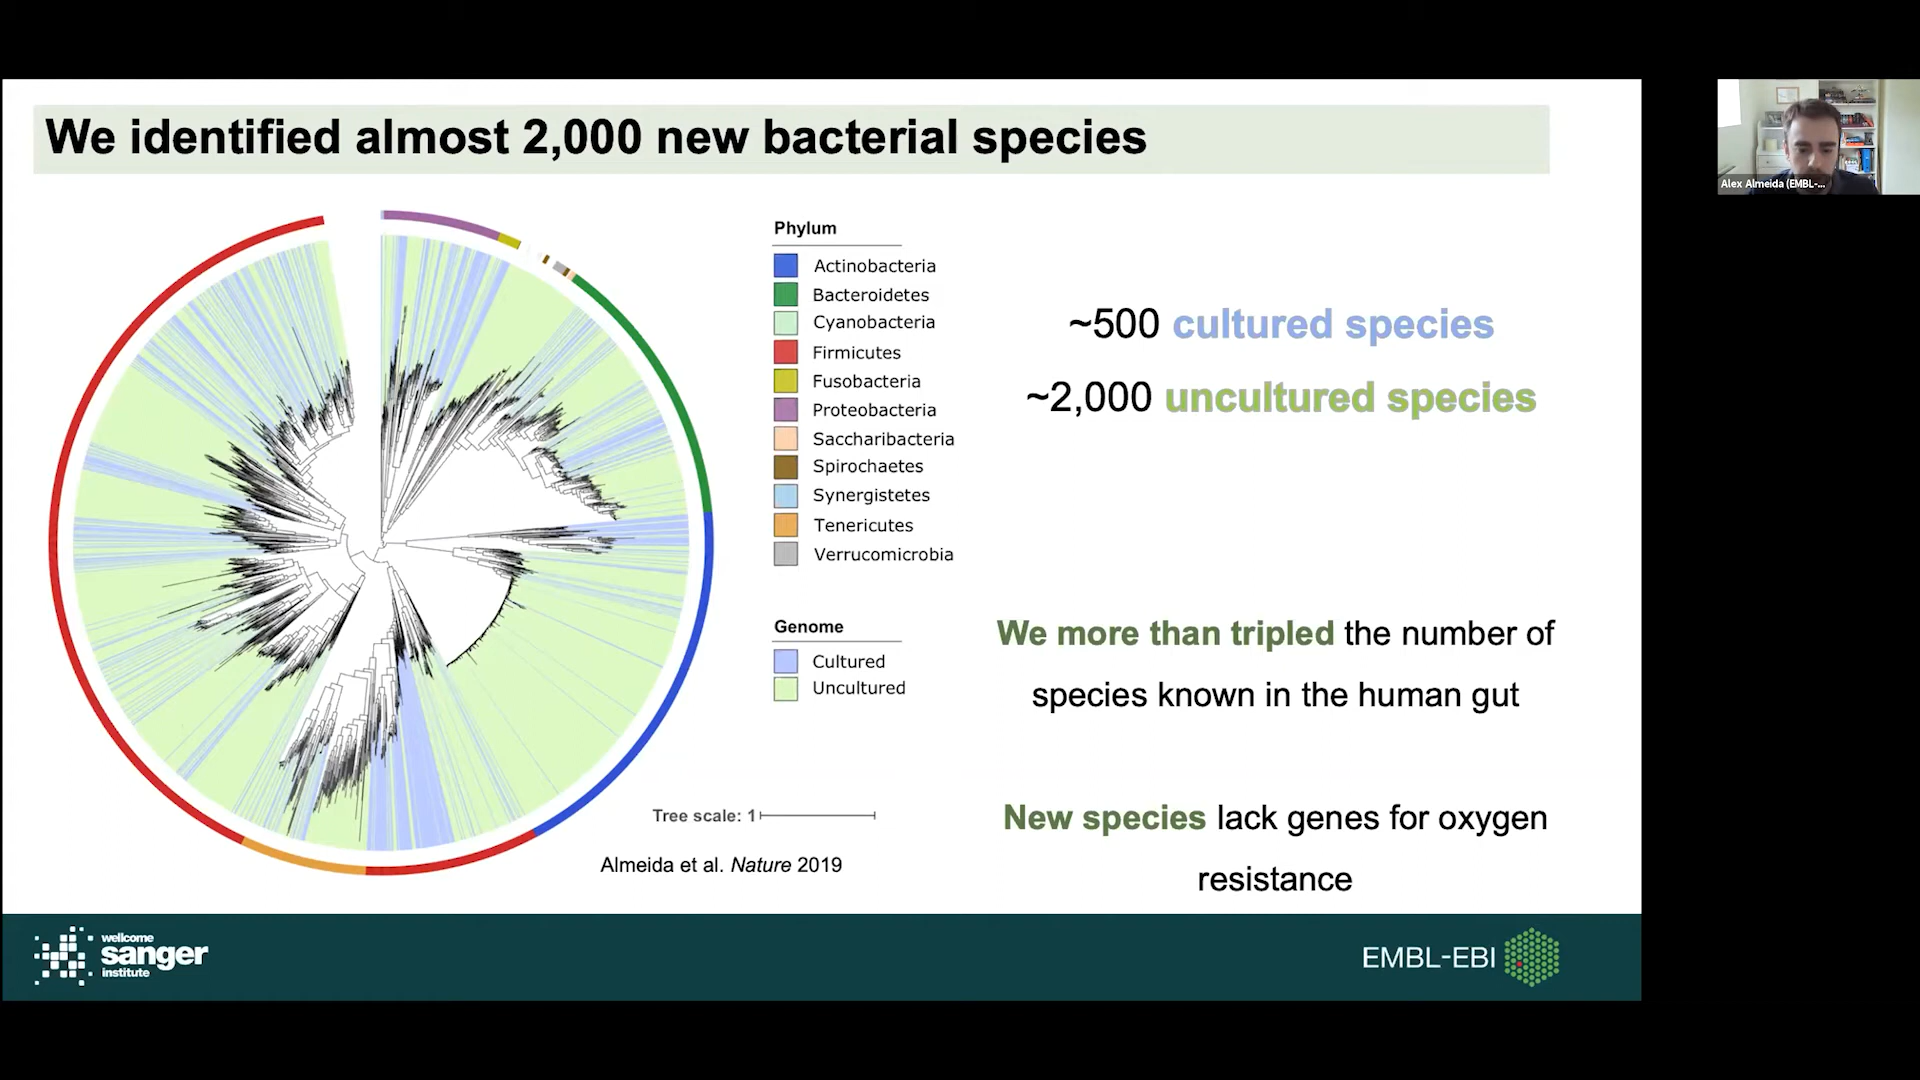 We identified almost 2,000 new bacterial species
Alex Almeida (EMBL-...
Phylum
Actinobacteria
Bacteroidetes
Cyanobacteria
Firmicutes
Fusobacteria
Proteobacteria
Saccharibacteria
Spirochaetes
Synergistetes
Tenericutes
Verrucomicrobia
Genome
Cultured
Uncultured
Tree scale: 1
Almeida et al. Nature 2019
~500 cultured species
~2,000 uncultured species
We more than tripled the number of
species known in the human gut
New species lack genes for oxygen
resistance
wellcome
sanger
institute
EMBL-EBI